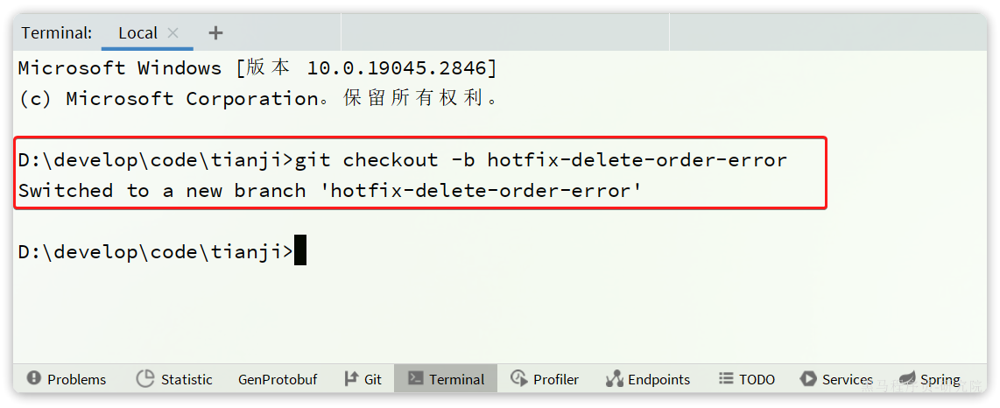 Terminal: Local × +
Microsoft Windows [版本 10.0.19045.2846]
(c) Microsoft Corporation。保留所有权利。
D:\develop\code\tianji>git checkout -b hotfix-delete-order-error
Switched to a new branch 'hotfix-delete-order-error'
D:\develop\code\tianji>
Problems Statistic GenProtobuf Git Terminal Profiler Endpoints TODO Services Spring